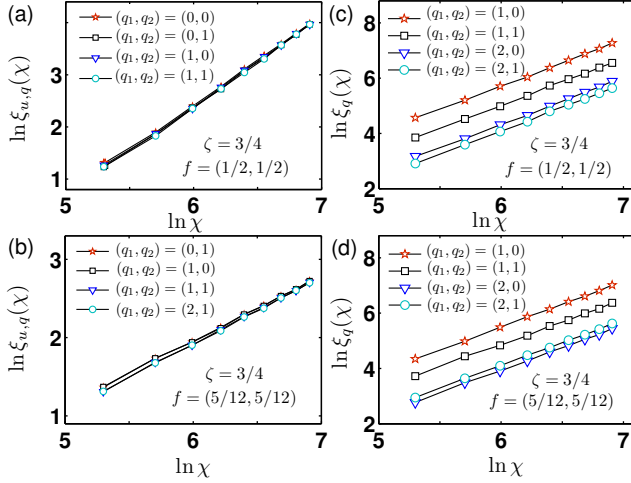 (a)
ln ξ_{u,q}(χ)
3
2
1
(q₁, q₂) = (0, 0)
(q₁, q₂) = (0, 1)
(q₁, q₂) = (1, 0)
(q₁, q₂) = (1, 1)
ζ = 3/4
f = (1/2, 1/2)
5
6
7
ln χ
(c)
ln ξ_q(χ)
8
6
4
2
(q₁, q₂) = (1, 0)
(q₁, q₂) = (1, 1)
(q₁, q₂) = (2, 0)
(q₁, q₂) = (2, 1)
ζ = 3/4
f = (1/2, 1/2)
5
6
7
ln χ
(b)
ln ξ_{u,q}(χ)
3
2
1
(q₁, q₂) = (0, 1)
(q₁, q₂) = (1, 0)
(q₁, q₂) = (1, 1)
(q₁, q₂) = (2, 1)
ζ = 3/4
f = (5/12, 5/12)
5
6
7
ln χ
(d)
ln ξ_q(χ)
8
6
4
2
(q₁, q₂) = (1, 0)
(q₁, q₂) = (1, 1)
(q₁, q₂) = (2, 0)
(q₁, q₂) = (2, 1)
ζ = 3/4
f = (5/12, 5/12)
5
6
7
ln χ